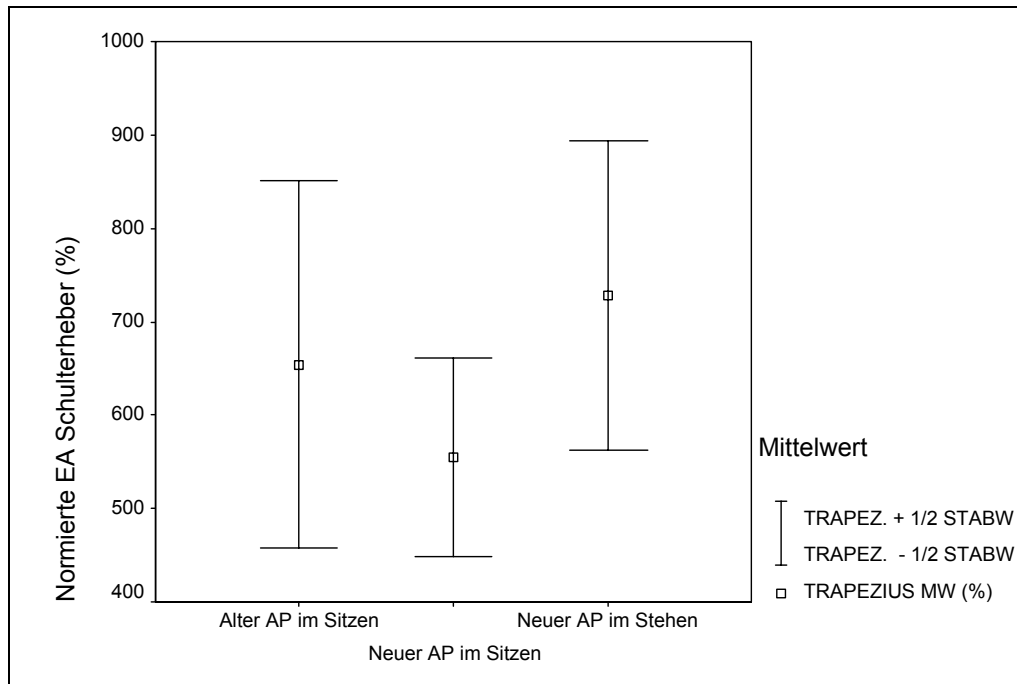 Normierte EA Schulterheber (%)
1000
900
800
700
600
500
400
Alter AP im Sitzen
Neuer AP im Sitzen
Neuer AP im Stehen
Mittelwert
TRAPEZ. + 1/2 STABW
TRAPEZ. - 1/2 STABW
TRAPEZIUS MW (%)